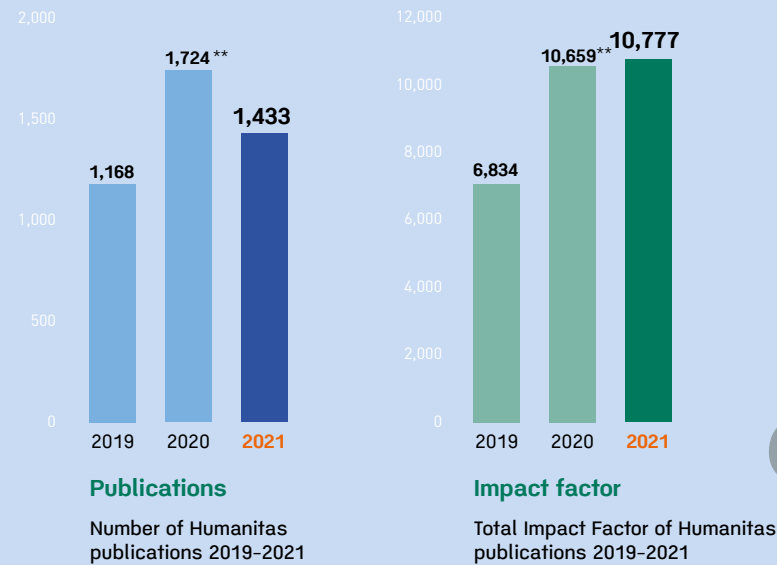 2,000
1,724 **
1,500
1,433
1,168
1,000
500
0
2019 2020 2021
Publications
Number of Humanitas
publications 2019-2021
12,000
10,659** 10,777
10,000
8,000
6,834
6,000
4,000
2,000
0
2019 2020 2021
Impact factor
Total Impact Factor of Humanitas
publications 2019-2021